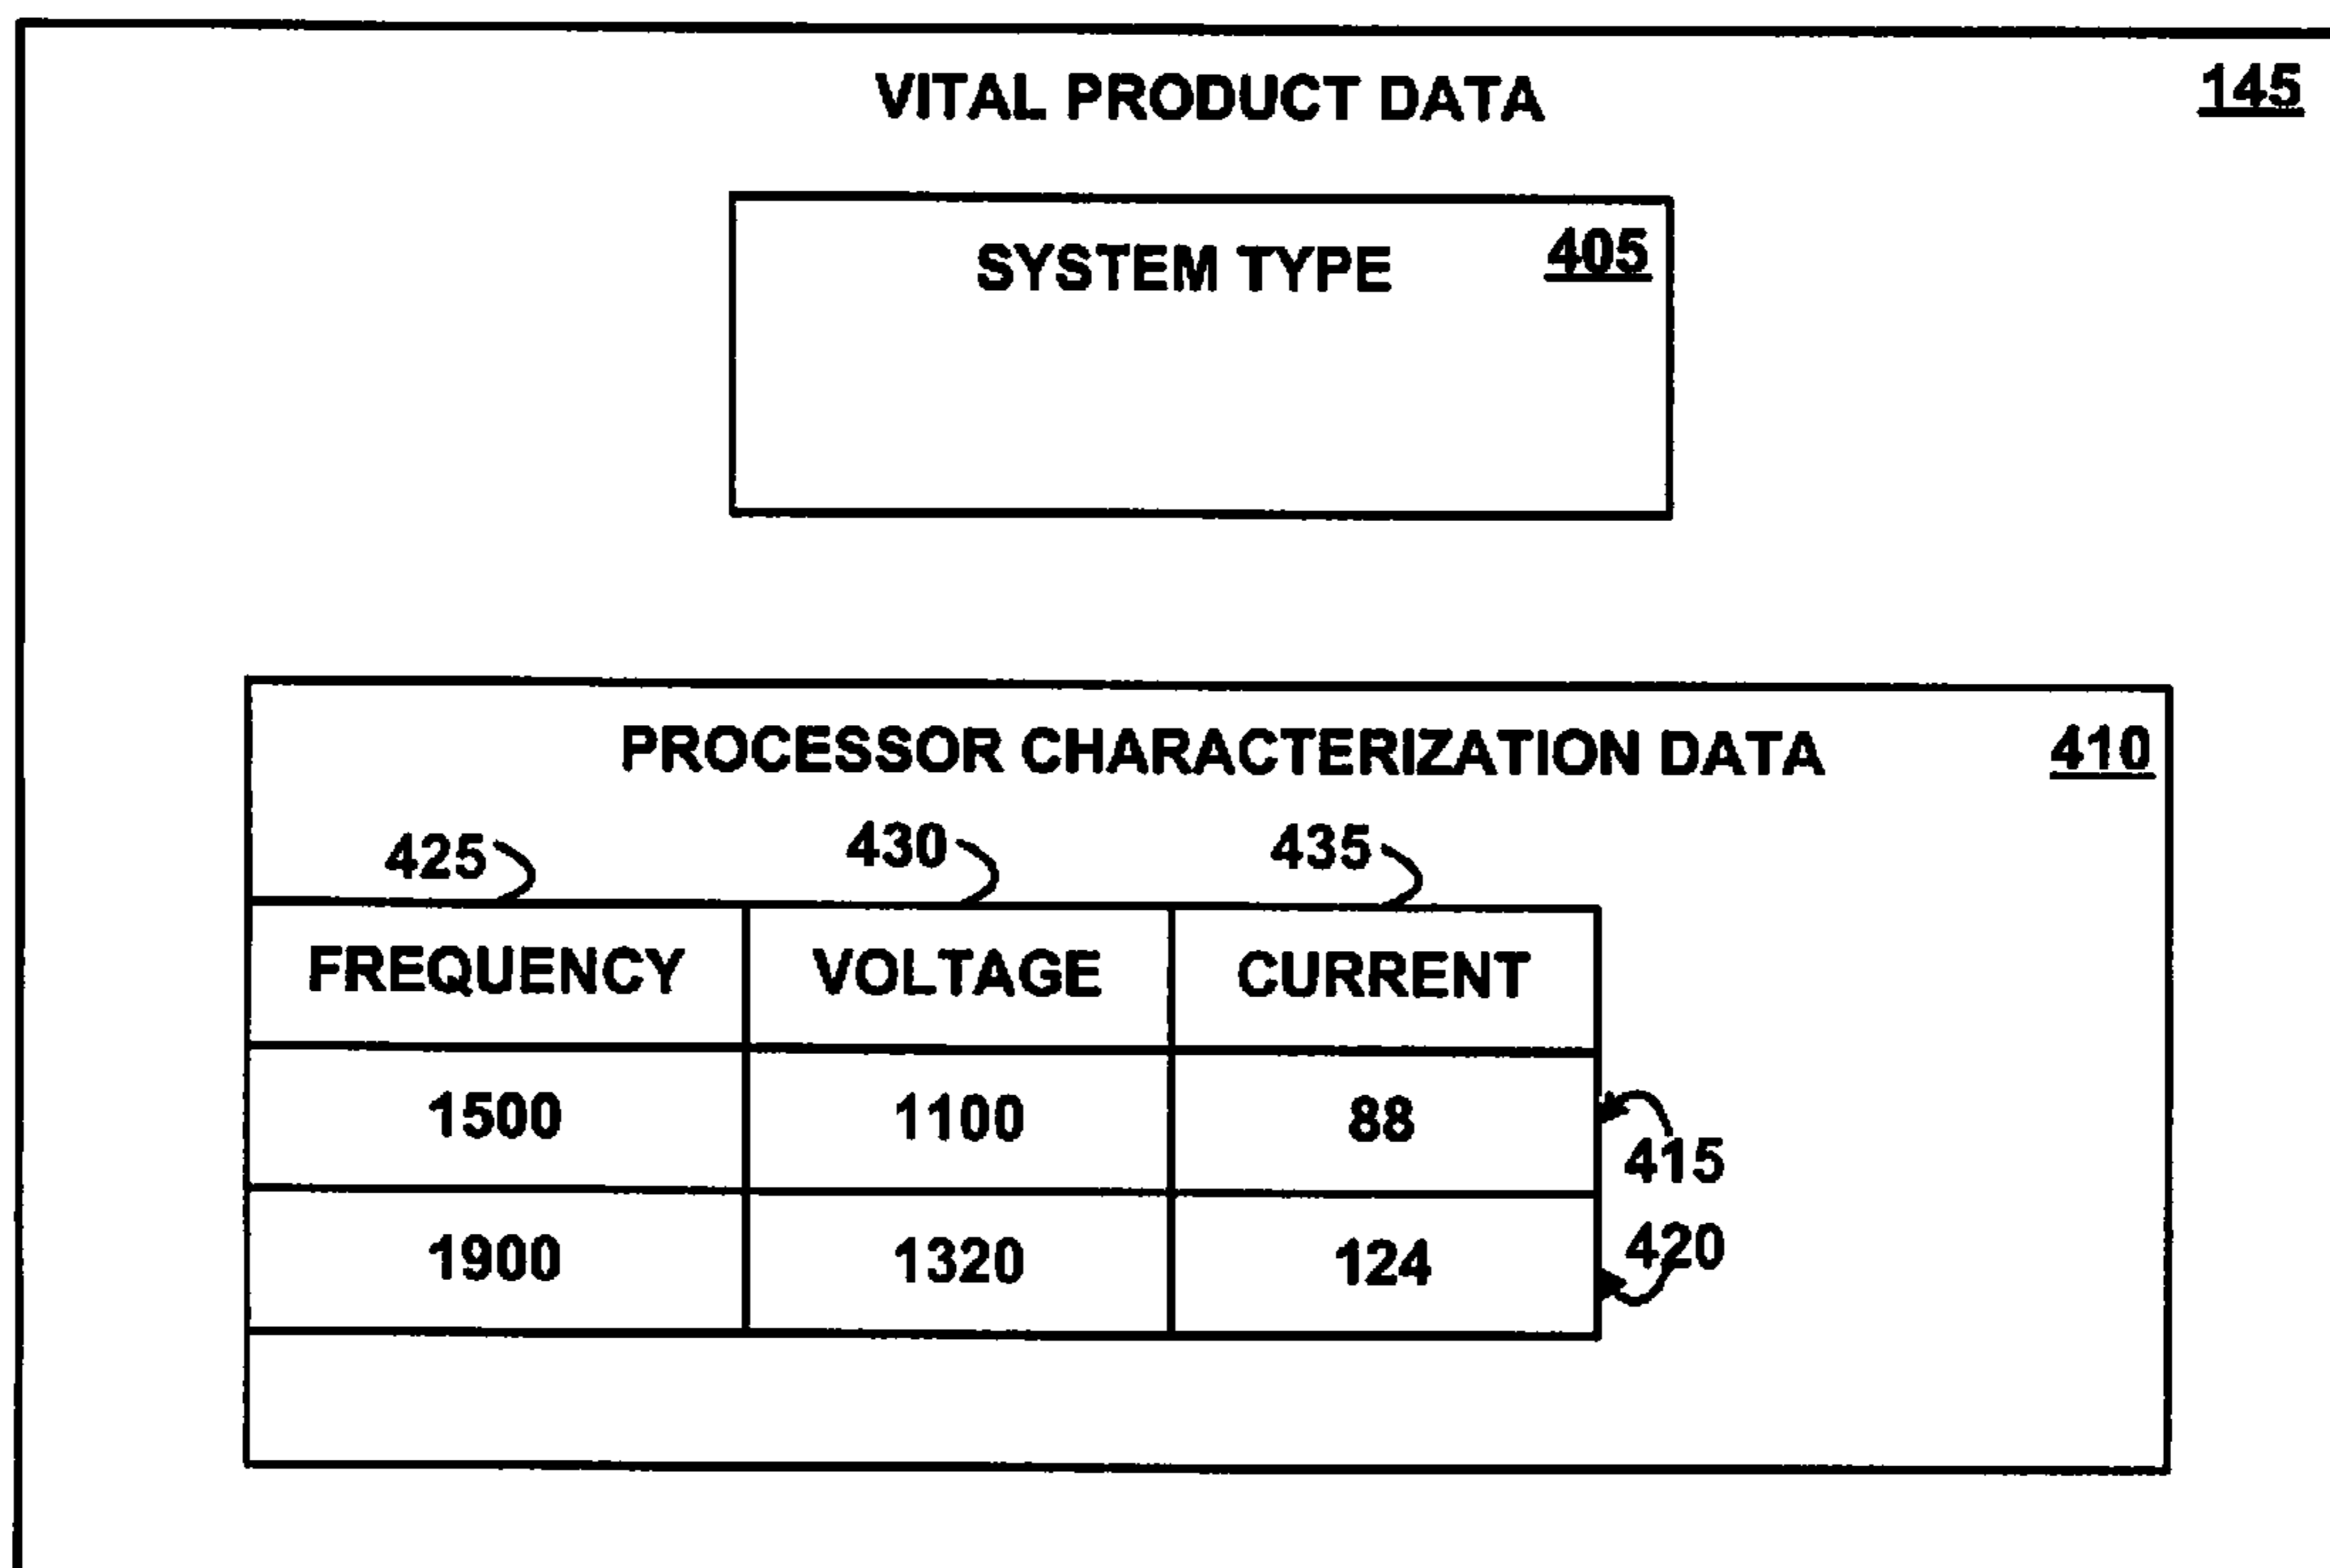 VITAL PRODUCT DATA 145
SYSTEM TYPE 405
PROCESSOR CHARACTERIZATION DATA 410
425 430 435
FREQUENCY VOLTAGE CURRENT
1500 1100 88
415
1900 1320 124
420